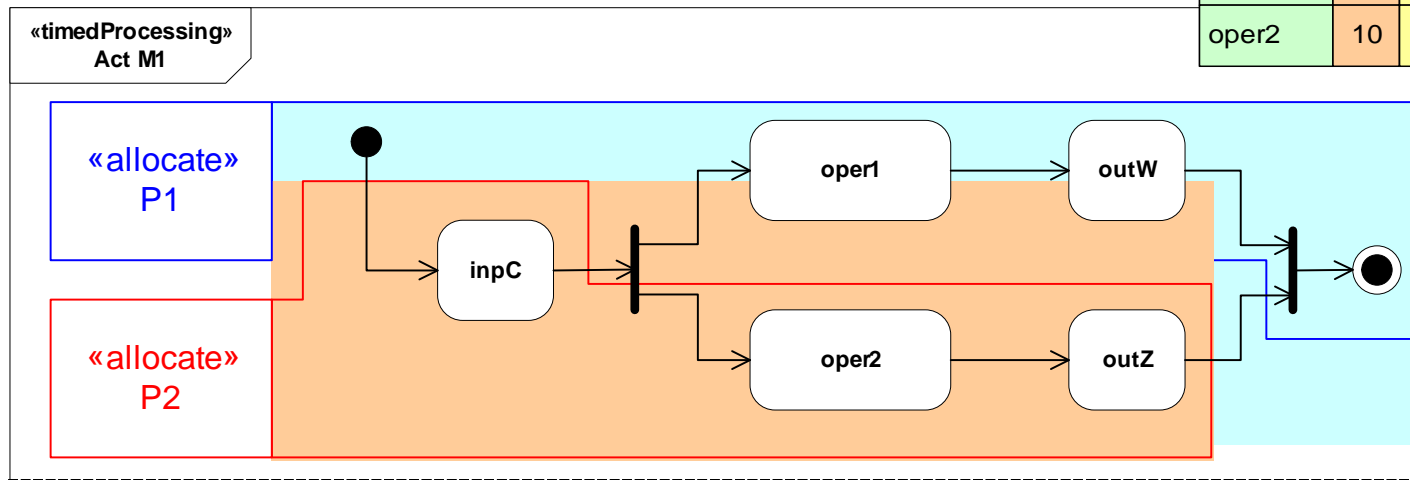 «timedProcessing»
Act M1
oper2 10
«allocate»
P1
oper1
outW
inpC
«allocate»
P2
oper2
outZ